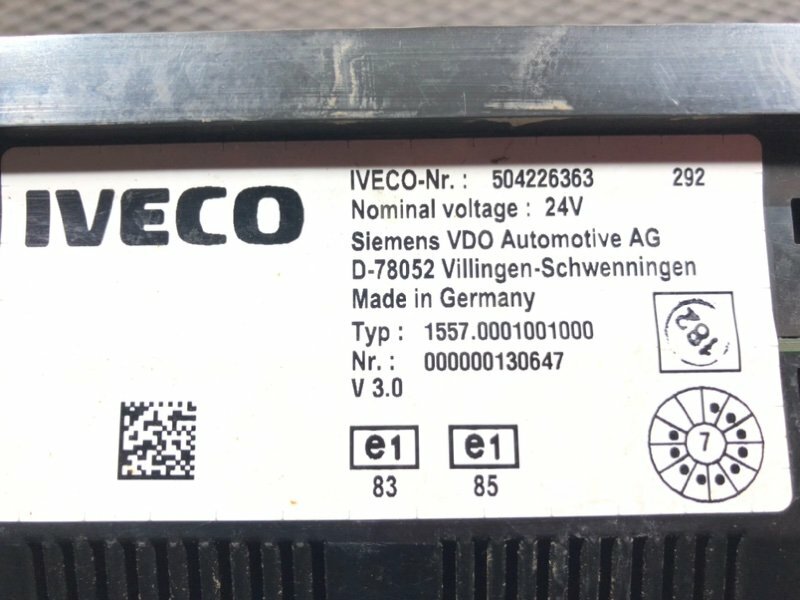 IVECO
IVECO-Nr. : 504226363 292
Nominal voltage : 24V
Siemens VDO Automotive AG
D-78052 Villingen-Schwenningen
Made in Germany
Typ : 1557.0001001000
Nr. : 000000130647
V 3.0
182
7
e1 e1
83 85